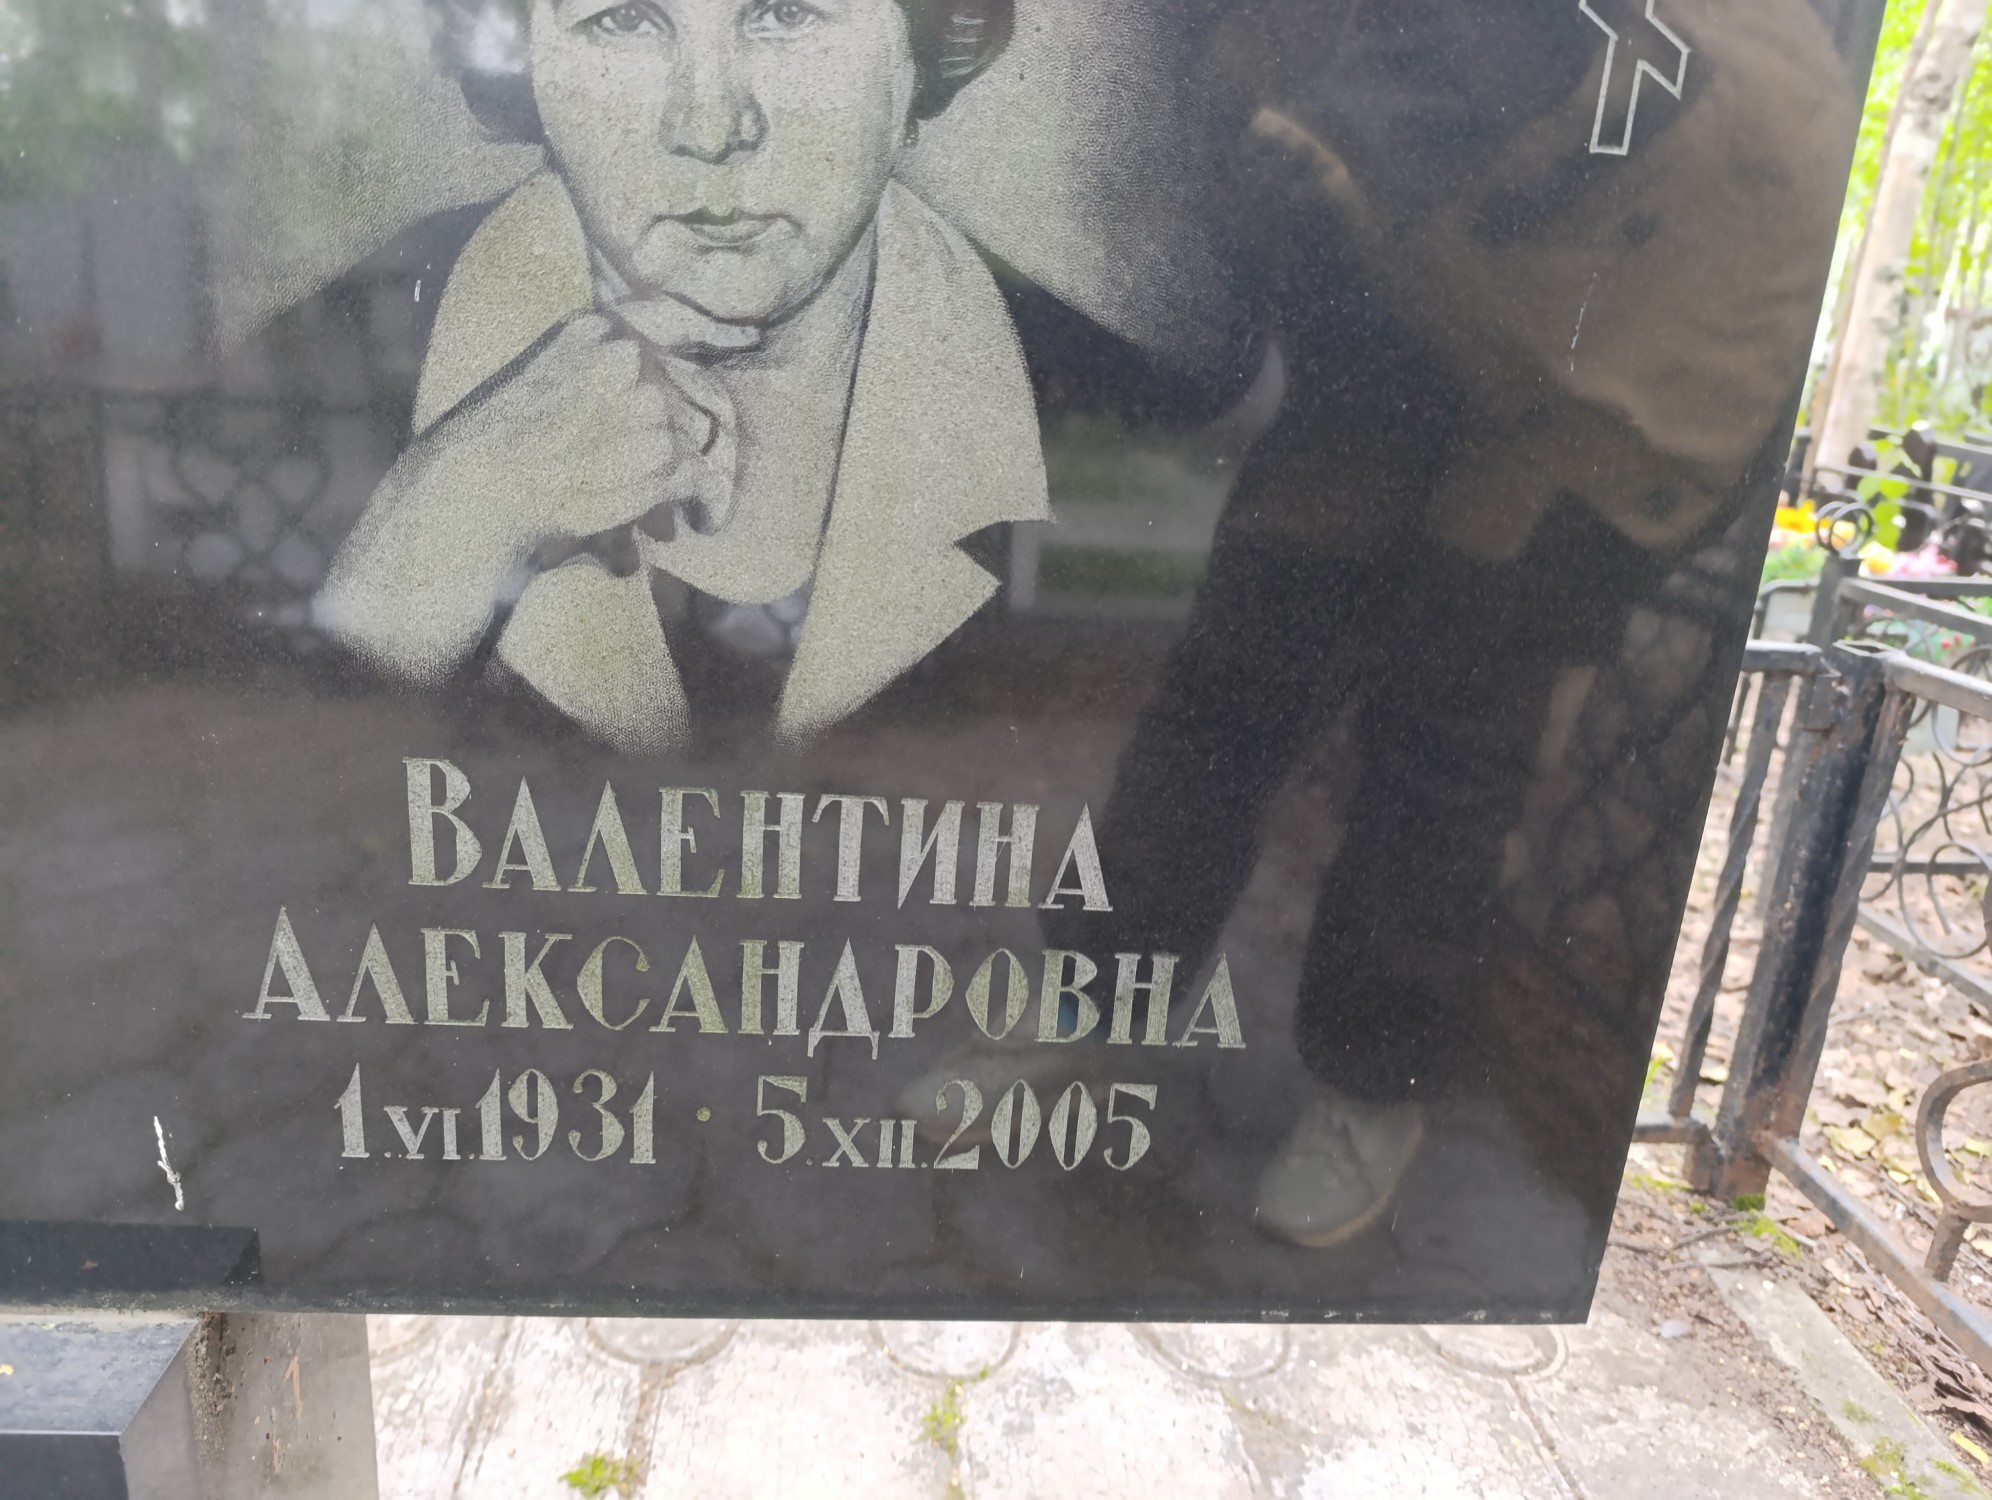 ВАЛЕНТИНА
АЛЕКСАНДРОВНА
1.VI.1931 · 5.XII.2005